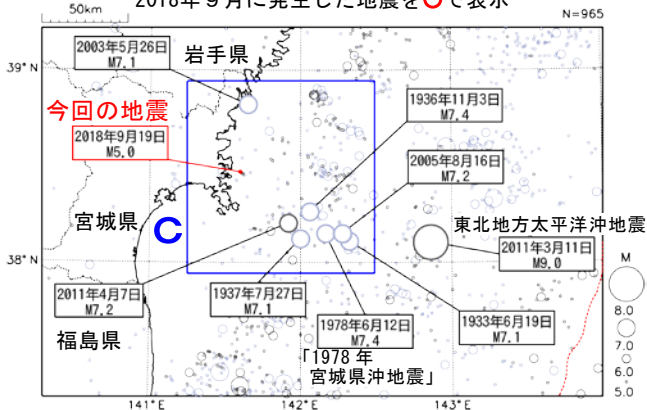 2018年９月に発生した地震を○で表示
50km
N=965
39°N
2003年5月26日
M7.1
岩手県
今回の地震
2018年9月19日
M5.0
1936年11月3日
M7.4
2005年8月16日
M7.2
宮城県
C
東北地方太平洋沖地震
2011年3月11日
M9.0
38°N
2011年4月7日
M7.2
1937年7月27日
M7.1
1978年6月12日
M7.4
1933年6月19日
M7.1
福島県
「1978 年
宮城県沖地震」
M
8.0
7.0
6.0
5.0
141°E
142°E
143°E